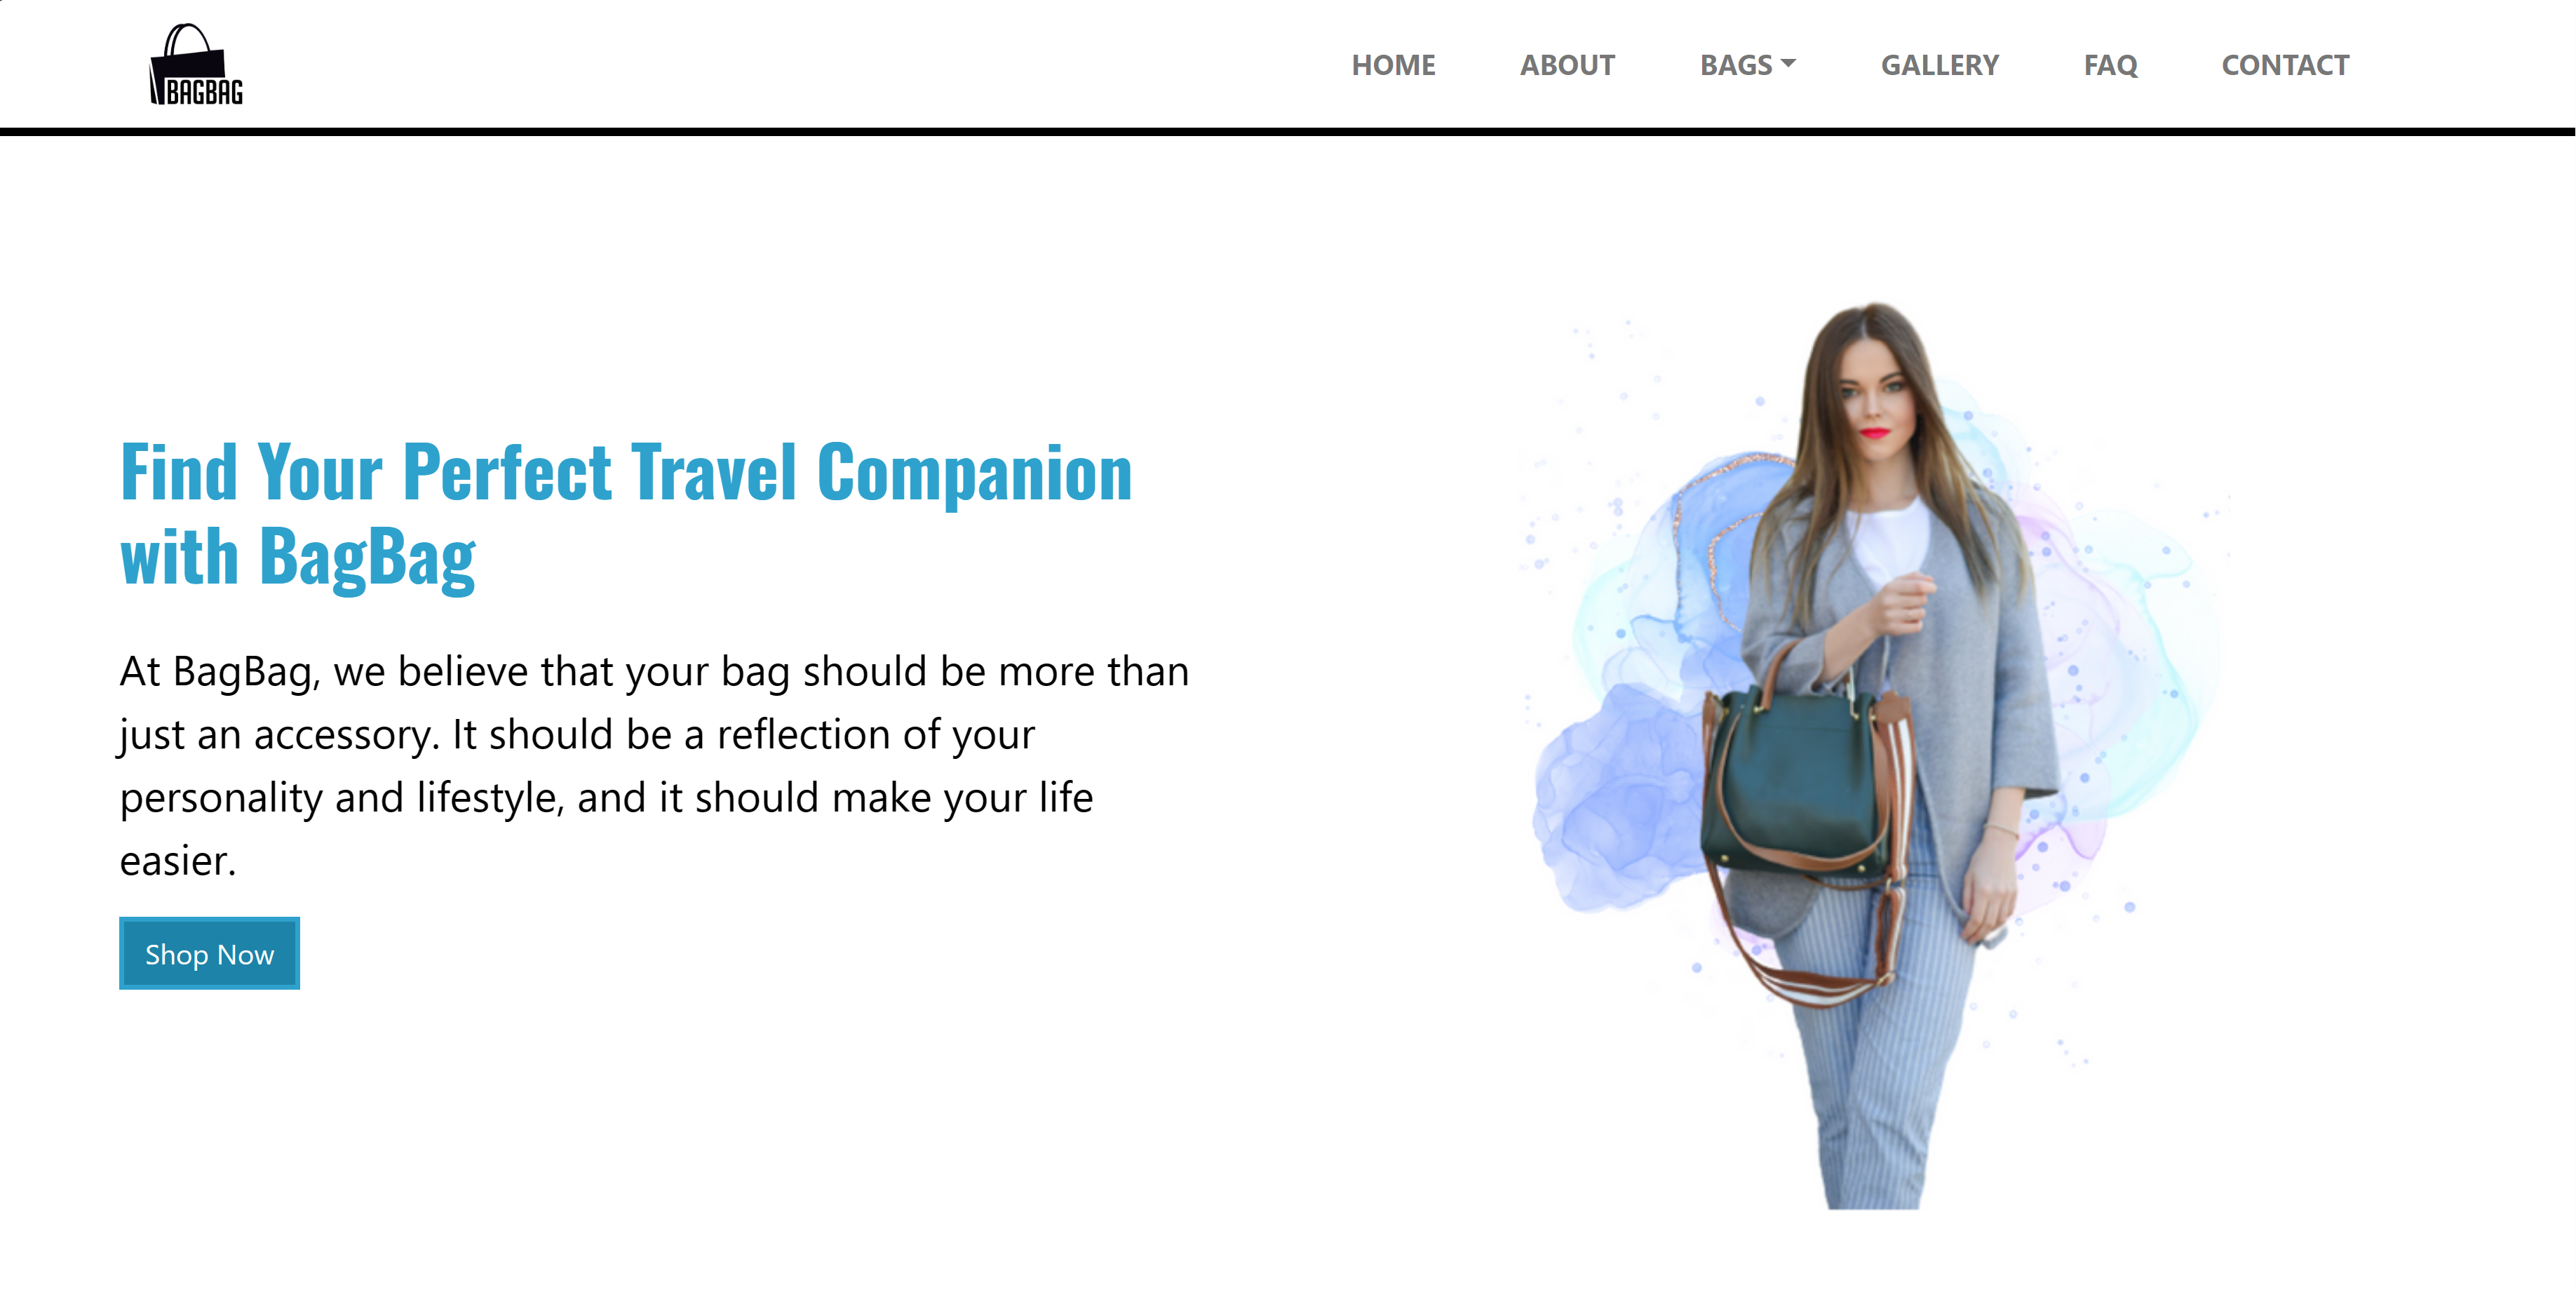 BAGBAG
HOME ABOUT BAGS GALLERY FAQ CONTACT
Find Your Perfect Travel Companion
with BagBag
At BagBag, we believe that your bag should be more than
just an accessory. It should be a reflection of your
personality and lifestyle, and it should make your life
easier.
Shop Now